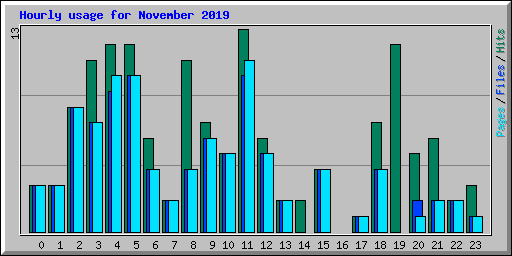 Hourly usage for November 2019
13
Pages / Files / Hits
0 1 2 3 4 5 6 7 8 9 10 11 12 13 14 15 16 17 18 19 20 21 22 23